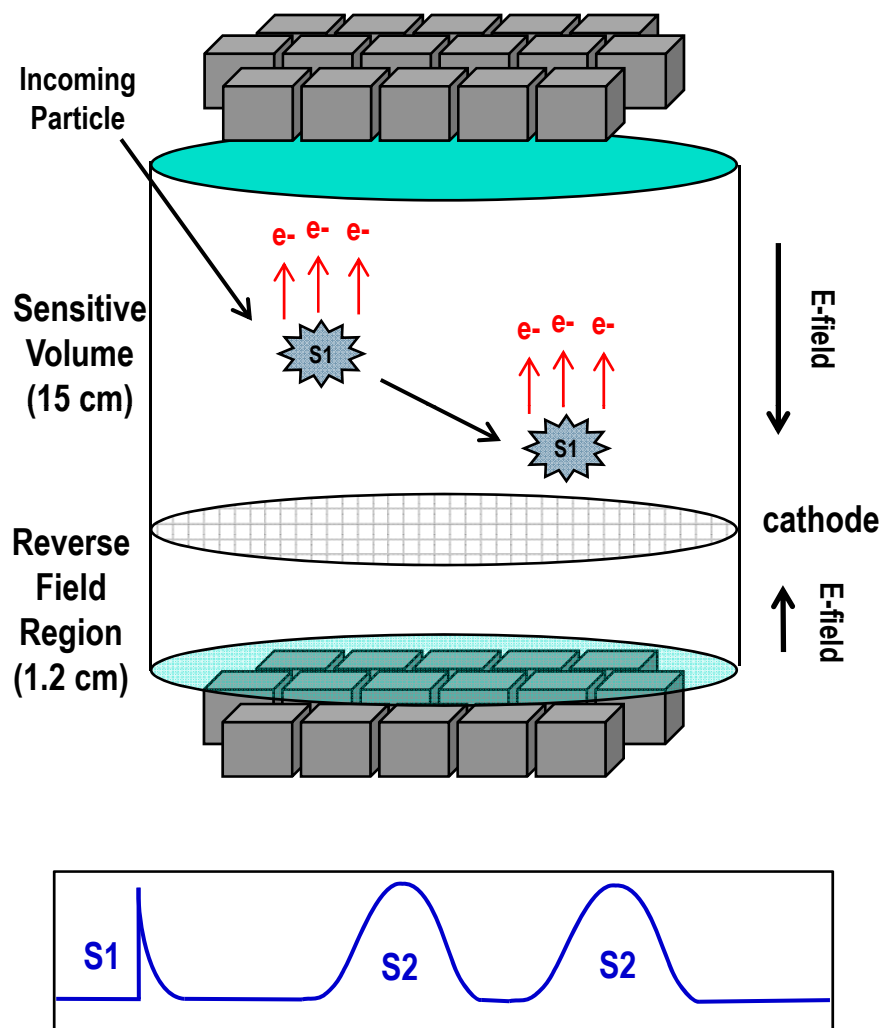 Incoming
Particle
e- e- e-
S1
Sensitive
Volume
(15 cm)
e- e- e-
S1
E-field
cathode
Reverse
Field
Region
(1.2 cm)
E-field
S1
S2
S2